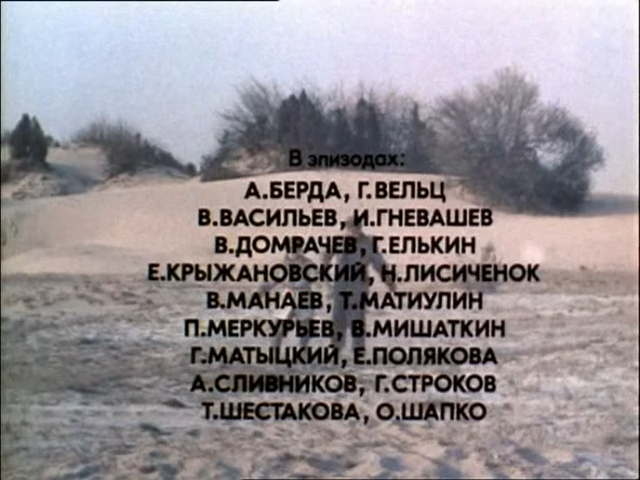 В эпизодах:
А.БЕРДА, Г.ВЕЛЬЦ
В.ВАСИЛЬЕВ, И.ГНЕВАШЕВ
В.ДОМРАЧЕВ, Г.ЕЛЬКИН
Е.КРЫЖАНОВСКИЙ, Н.ЛИСИЧЕНОК
В.МАНАЕВ, Т.МАТИУЛИН
П.МЕРКУРЬЕВ, В.МИШАТКИН
Г.МАТЫЦКИЙ, Е.ПОЛЯКОВА
А.СЛИВНИКОВ, Г.СТРОКОВ
Т.ШЕСТАКОВА, О.ШАПКО